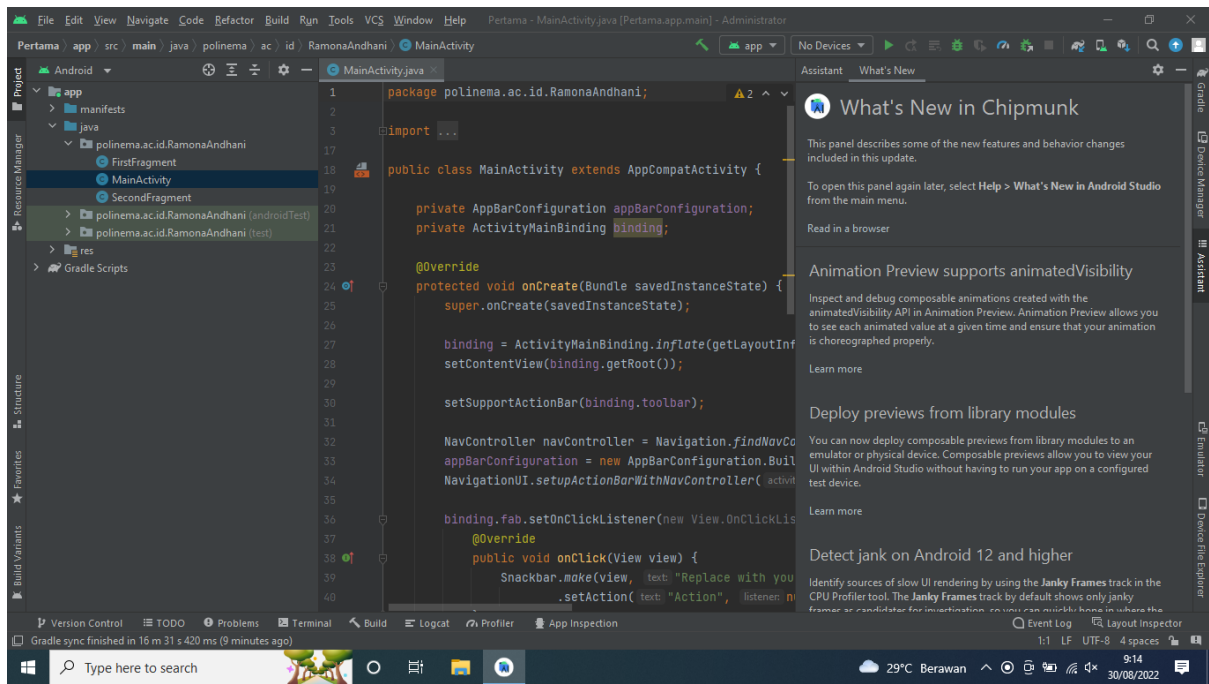 File Edit View Navigate Code Refactor Build Run Tools VCS Window Help Pertama - MainActivity.java [Pertama.app.main] - Administrator
Pertama app src main java polinema ac id RamonaAndhani MainActivity app No Devices
Project
Resource Manager
Structure
Favorites
Build Variants
Android
app
manifests
java
polinema.ac.id.RamonaAndhani
FirstFragment
MainActivity
SecondFragment
polinema.ac.id.RamonaAndhani (androidTest)
polinema.ac.id.RamonaAndhani (test)
res
Gradle Scripts
MainActivity.java
2
1 package polinema.ac.id.RamonaAndhani;
2
3 import ...
17
18 public class MainActivity extends AppCompatActivity {
19
20 private AppBarConfiguration appBarConfiguration;
21 private ActivityMainBinding binding;
22
23 @Override
24 protected void onCreate(Bundle savedInstanceState) {
25 super.onCreate(savedInstanceState);
26
27 binding = ActivityMainBinding.inflate(getLayoutInf
28 setContentView(binding.getRoot());
29
30 setSupportActionBar(binding.toolbar);
31
32 NavController navController = Navigation.findNavCo
33 appBarConfiguration = new AppBarConfiguration.Buil
34 NavigationUI.setupActionBarWithNavController( activit
35
36 binding.fab.setOnClickListener(new View.OnClickLis
37 @Override
38 public void onClick(View view) {
39 Snackbar.make(view, text: "Replace with you
40 .setAction( text: "Action", listener: nu
Assistant What's New
What's New in Chipmunk
This panel describes some of the new features and behavior changes
included in this update.
To open this panel again later, select Help > What's New in Android Studio
from the main menu.
Read in a browser
Animation Preview supports animatedVisibility
Inspect and debug composable animations created with the
animatedVisibility API in Animation Preview. Animation Preview allows you
to see each animated value at a given time and ensure that your animation
is choreographed properly.
Learn more
Deploy previews from library modules
You can now deploy composable previews from library modules to an
emulator or physical device. Composable previews allow you to view your
UI within Android Studio without having to run your app on a configured
test device.
Learn more
Detect jank on Android 12 and higher
Identify sources of slow UI rendering by using the Janky Frames track in the
CPU Profiler tool. The Janky Frames track by default shows only janky
frames as candidates for investigation, so you can quickly hone in where the
Gradle
Device Manager
Assistant
Emulator
Device File Explorer
Version Control TODO Problems Terminal Build Logcat Profiler App Inspection Event Log Layout Inspector
Gradle sync finished in 16 m 31 s 420 ms (9 minutes ago) 1:1 LF UTF-8 4 spaces
Type here to search 29°C Berawan 9:14
30/08/2022